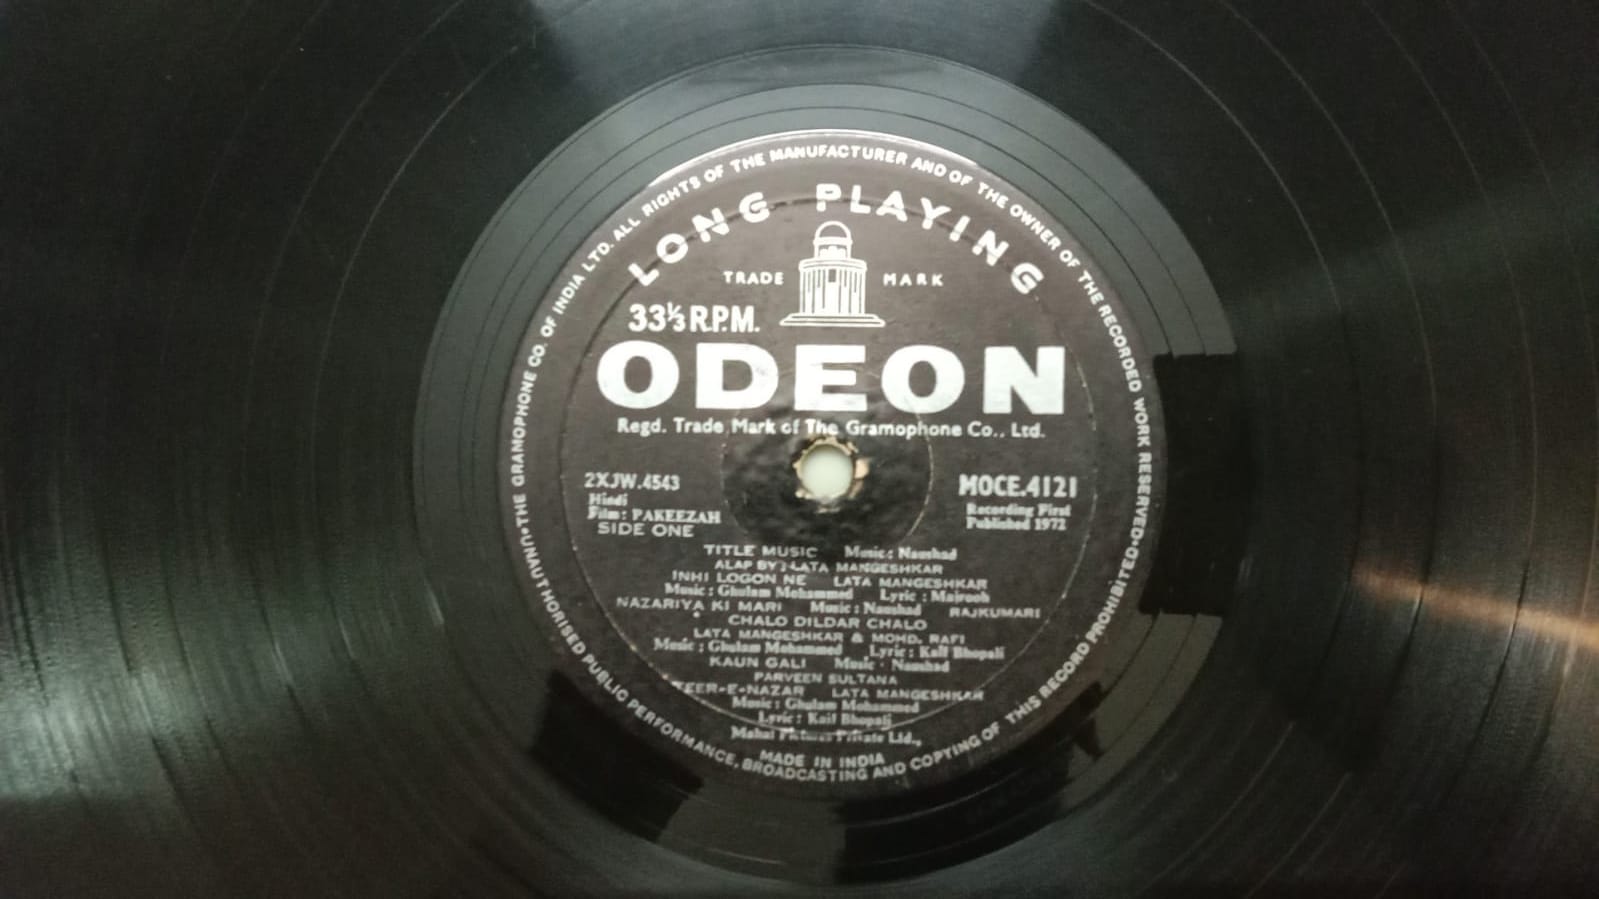 UNAUTHORISED PUBLIC PERFORMANCE, BROADCASTING AND COPYING OF THIS RECORD PROHIBITED•THE GRAMOPHONE CO. OF INDIA LTD. ALL RIGHTS OF THE MANUFACTURER AND OF THE OWNER OF THE RECORDED WORK RESERVED•
LONG PLAYING
TRADE MARK
33⅓ R.P.M.
ODEON
Regd. Trade Mark of The Gramophone Co., Ltd.
2XJW.4543 MOCE.4121
Hindi Recording First
Film: PAKEEZAH Published 1972
SIDE ONE
TITLE MUSIC Music: Naushad
ALAP BY: LATA MANGESHKAR
INHI LOGON NE LATA MANGESHKAR
Music: Ghulam Mohammed Lyric: Majrooh
NAZARIYA KI MARI Music: Naushad RAJKUMARI
CHALO DILDAR CHALO
LATA MANGESHKAR & MOHD. RAFI
Music: Ghulam Mohammed Lyric: Kaif Bhopali
KAUN GALI Music: Naushad
PARVEEN SULTANA
TEER-E-NAZAR LATA MANGESHKAR
Music: Ghulam Mohammed
Lyric: Kaif Bhopali
Mahal Pictures Private Ltd.,
MADE IN INDIA